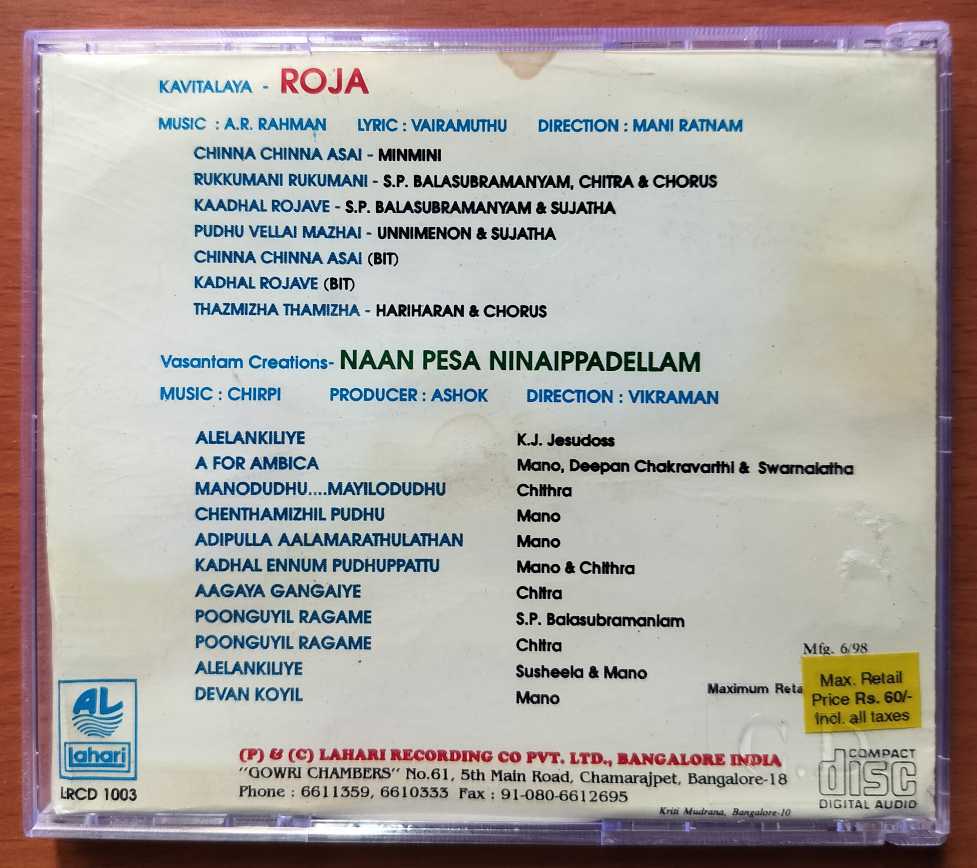 KAVITALAYA - ROJA
MUSIC : A.R. RAHMAN LYRIC : VAIRAMUTHU DIRECTION : MANI RATNAM
CHINNA CHINNA ASAI - MINMINI
RUKKUMANI RUKUMANI - S.P. BALASUBRAMANYAM, CHITRA & CHORUS
KAADHAL ROJAVE - S.P. BALASUBRAMANYAM & SUJATHA
PUDHU VELLAI MAZHAI - UNNIMENON & SUJATHA
CHINNA CHINNA ASAI (BIT)
KADHAL ROJAVE (BIT)
THAZMIZHA THAMIZHA - HARIHARAN & CHORUS
Vasantam Creations- NAAN PESA NINAIPPADELLAM
MUSIC : CHIRPI PRODUCER : ASHOK DIRECTION : VIKRAMAN
ALELANKILIYE K.J. Jesudoss
A FOR AMBICA Mano, Deepan Chakravarthi & Swarnalatha
MANODUDHU....MAYILODUDHU Chithra
CHENTHAMIZHIL PUDHU Mano
ADIPULLA AALAMARATHULATHAN Mano
KADHAL ENNUM PUDHUPPATTU Mano & Chithra
AAGAYA GANGAIYE Chitra
POONGUYIL RAGAME S.P. Balasubramaniam
POONGUYIL RAGAME Chitra
ALELANKILIYE Susheela & Mano
DEVAN KOYIL Mano
Mfg. 6/98
Maximum Reta
Max. Retail
Price Rs. 60/-
incl. all taxes
AL
Lahari
LRCD 1003
(P) & (C) LAHARI RECORDING CO PVT. LTD., BANGALORE INDIA
"GOWRI CHAMBERS" No.61, 5th Main Road, Chamarajpet, Bangalore-18
Phone : 6611359, 6610333 Fax : 91-080-6612695
Kriti Mudrana, Bangalore-10
COMPACT
disc
DIGITAL AUDIO